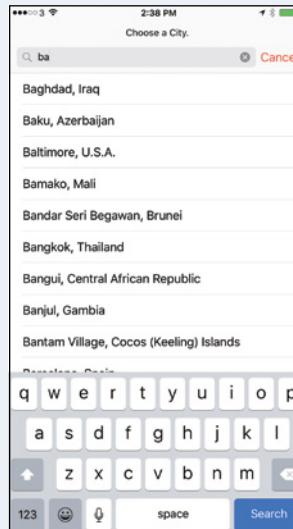 3 2:38 PM
Choose a City.
ba Cance
Baghdad, Iraq
Baku, Azerbaijan
Baltimore, U.S.A.
Bamako, Mali
Bandar Seri Begawan, Brunei
Bangkok, Thailand
Bangui, Central African Republic
Banjul, Gambia
Bantam Village, Cocos (Keeling) Islands
q w e r t y u i o p
a s d f g h j k l
z x c v b n m
123 space Search